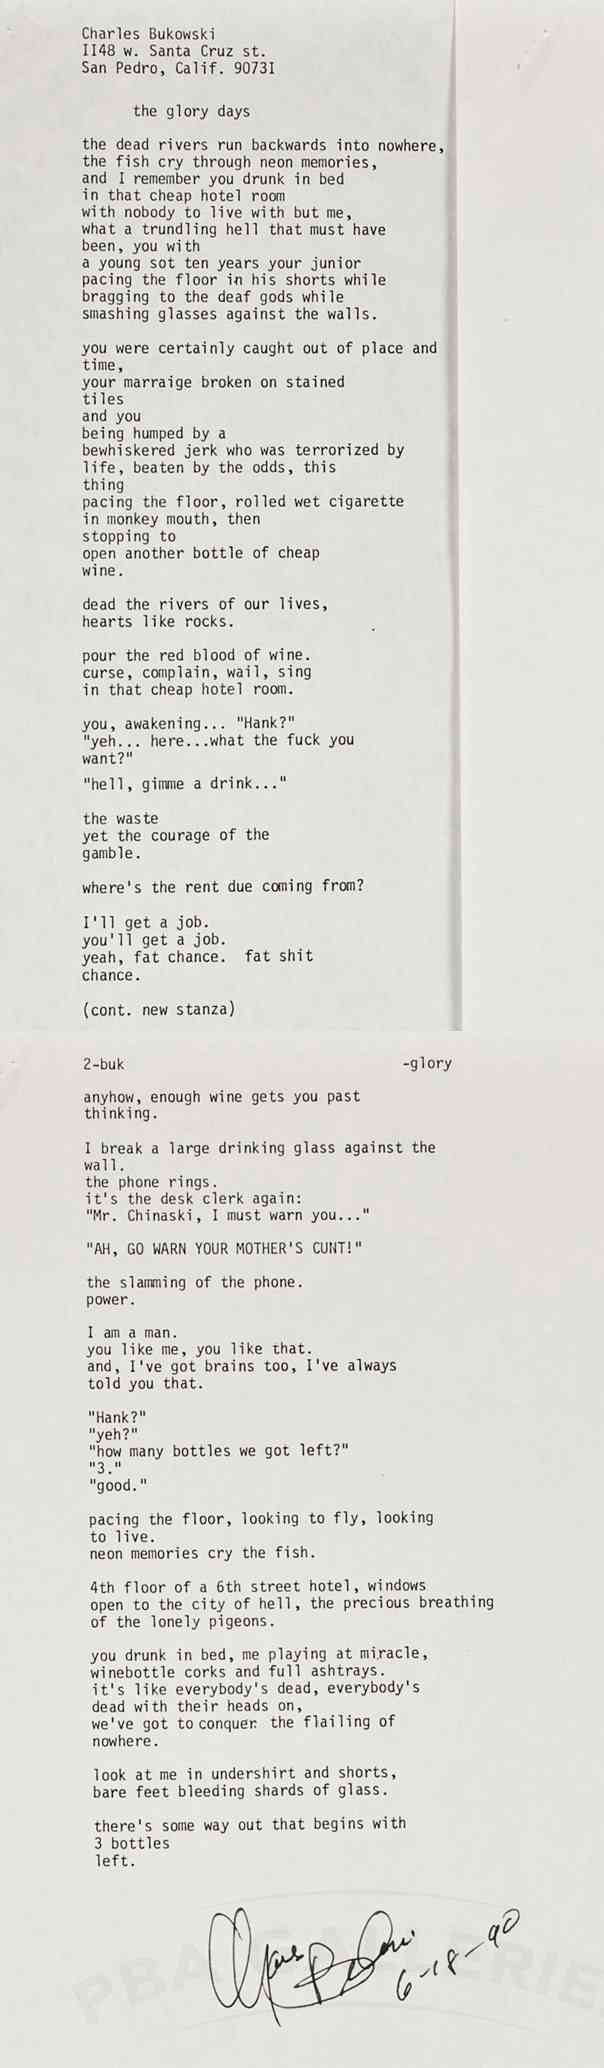 Charles Bukowski
II48 w. Santa Cruz st.
San Pedro, Calif. 9073I
the glory days
the dead rivers run backwards into nowhere,
the fish cry through neon memories,
and I remember you drunk in bed
in that cheap hotel room
with nobody to live with but me,
what a trundling hell that must have
been, you with
a young sot ten years your junior
pacing the floor in his shorts while
bragging to the deaf gods while
smashing glasses against the walls.
you were certainly caught out of place and
time,
your marraige broken on stained
tiles
and you
being humped by a
bewhiskered jerk who was terrorized by
life, beaten by the odds, this
thing
pacing the floor, rolled wet cigarette
in monkey mouth, then
stopping to
open another bottle of cheap
wine.
dead the rivers of our lives,
hearts like rocks.
pour the red blood of wine.
curse, complain, wail, sing
in that cheap hotel room.
you, awakening... "Hank?"
"yeh... here...what the fuck you
want?"
"hell, gimme a drink..."
the waste
yet the courage of the
gamble.
where's the rent due coming from?
I'll get a job.
you'll get a job.
yeah, fat chance.  fat shit
chance.
(cont. new stanza)
2-buk -glory
anyhow, enough wine gets you past
thinking.
I break a large drinking glass against the
wall.
the phone rings.
it's the desk clerk again:
"Mr. Chinaski, I must warn you..."
"AH, GO WARN YOUR MOTHER'S CUNT!"
the slamming of the phone.
power.
I am a man.
you like me, you like that.
and, I've got brains too, I've always
told you that.
"Hank?"
"yeh?"
"how many bottles we got left?"
"3."
"good."
pacing the floor, looking to fly, looking
to live.
neon memories cry the fish.
4th floor of a 6th street hotel, windows
open to the city of hell, the precious breathing
of the lonely pigeons.
you drunk in bed, me playing at miracle,
winebottle corks and full ashtrays.
it's like everybody's dead, everybody's
dead with their heads on,
we've got to conquer the flailing of
nowhere.
look at me in undershirt and shorts,
bare feet bleeding shards of glass.
there's some way out that begins with
3 bottles
left.
6-18-90